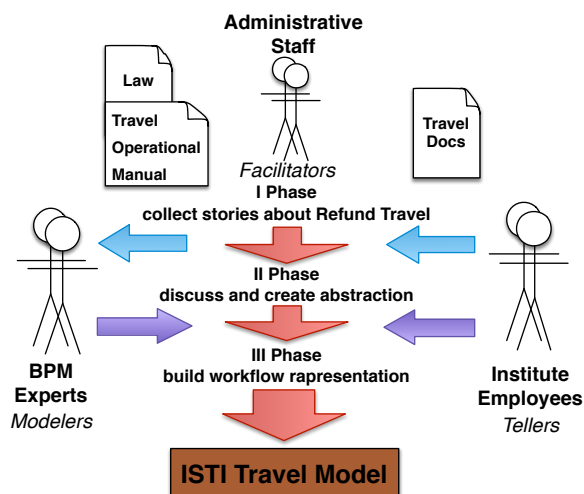 Administrative
Staff
Law
Travel
Operational
Manual
Travel
Docs
Facilitators
I Phase
collect stories about Refund Travel
II Phase
discuss and create abstraction
III Phase
build workflow rapresentation
BPM
Experts
Modelers
Institute
Employees
Tellers
ISTI Travel Model